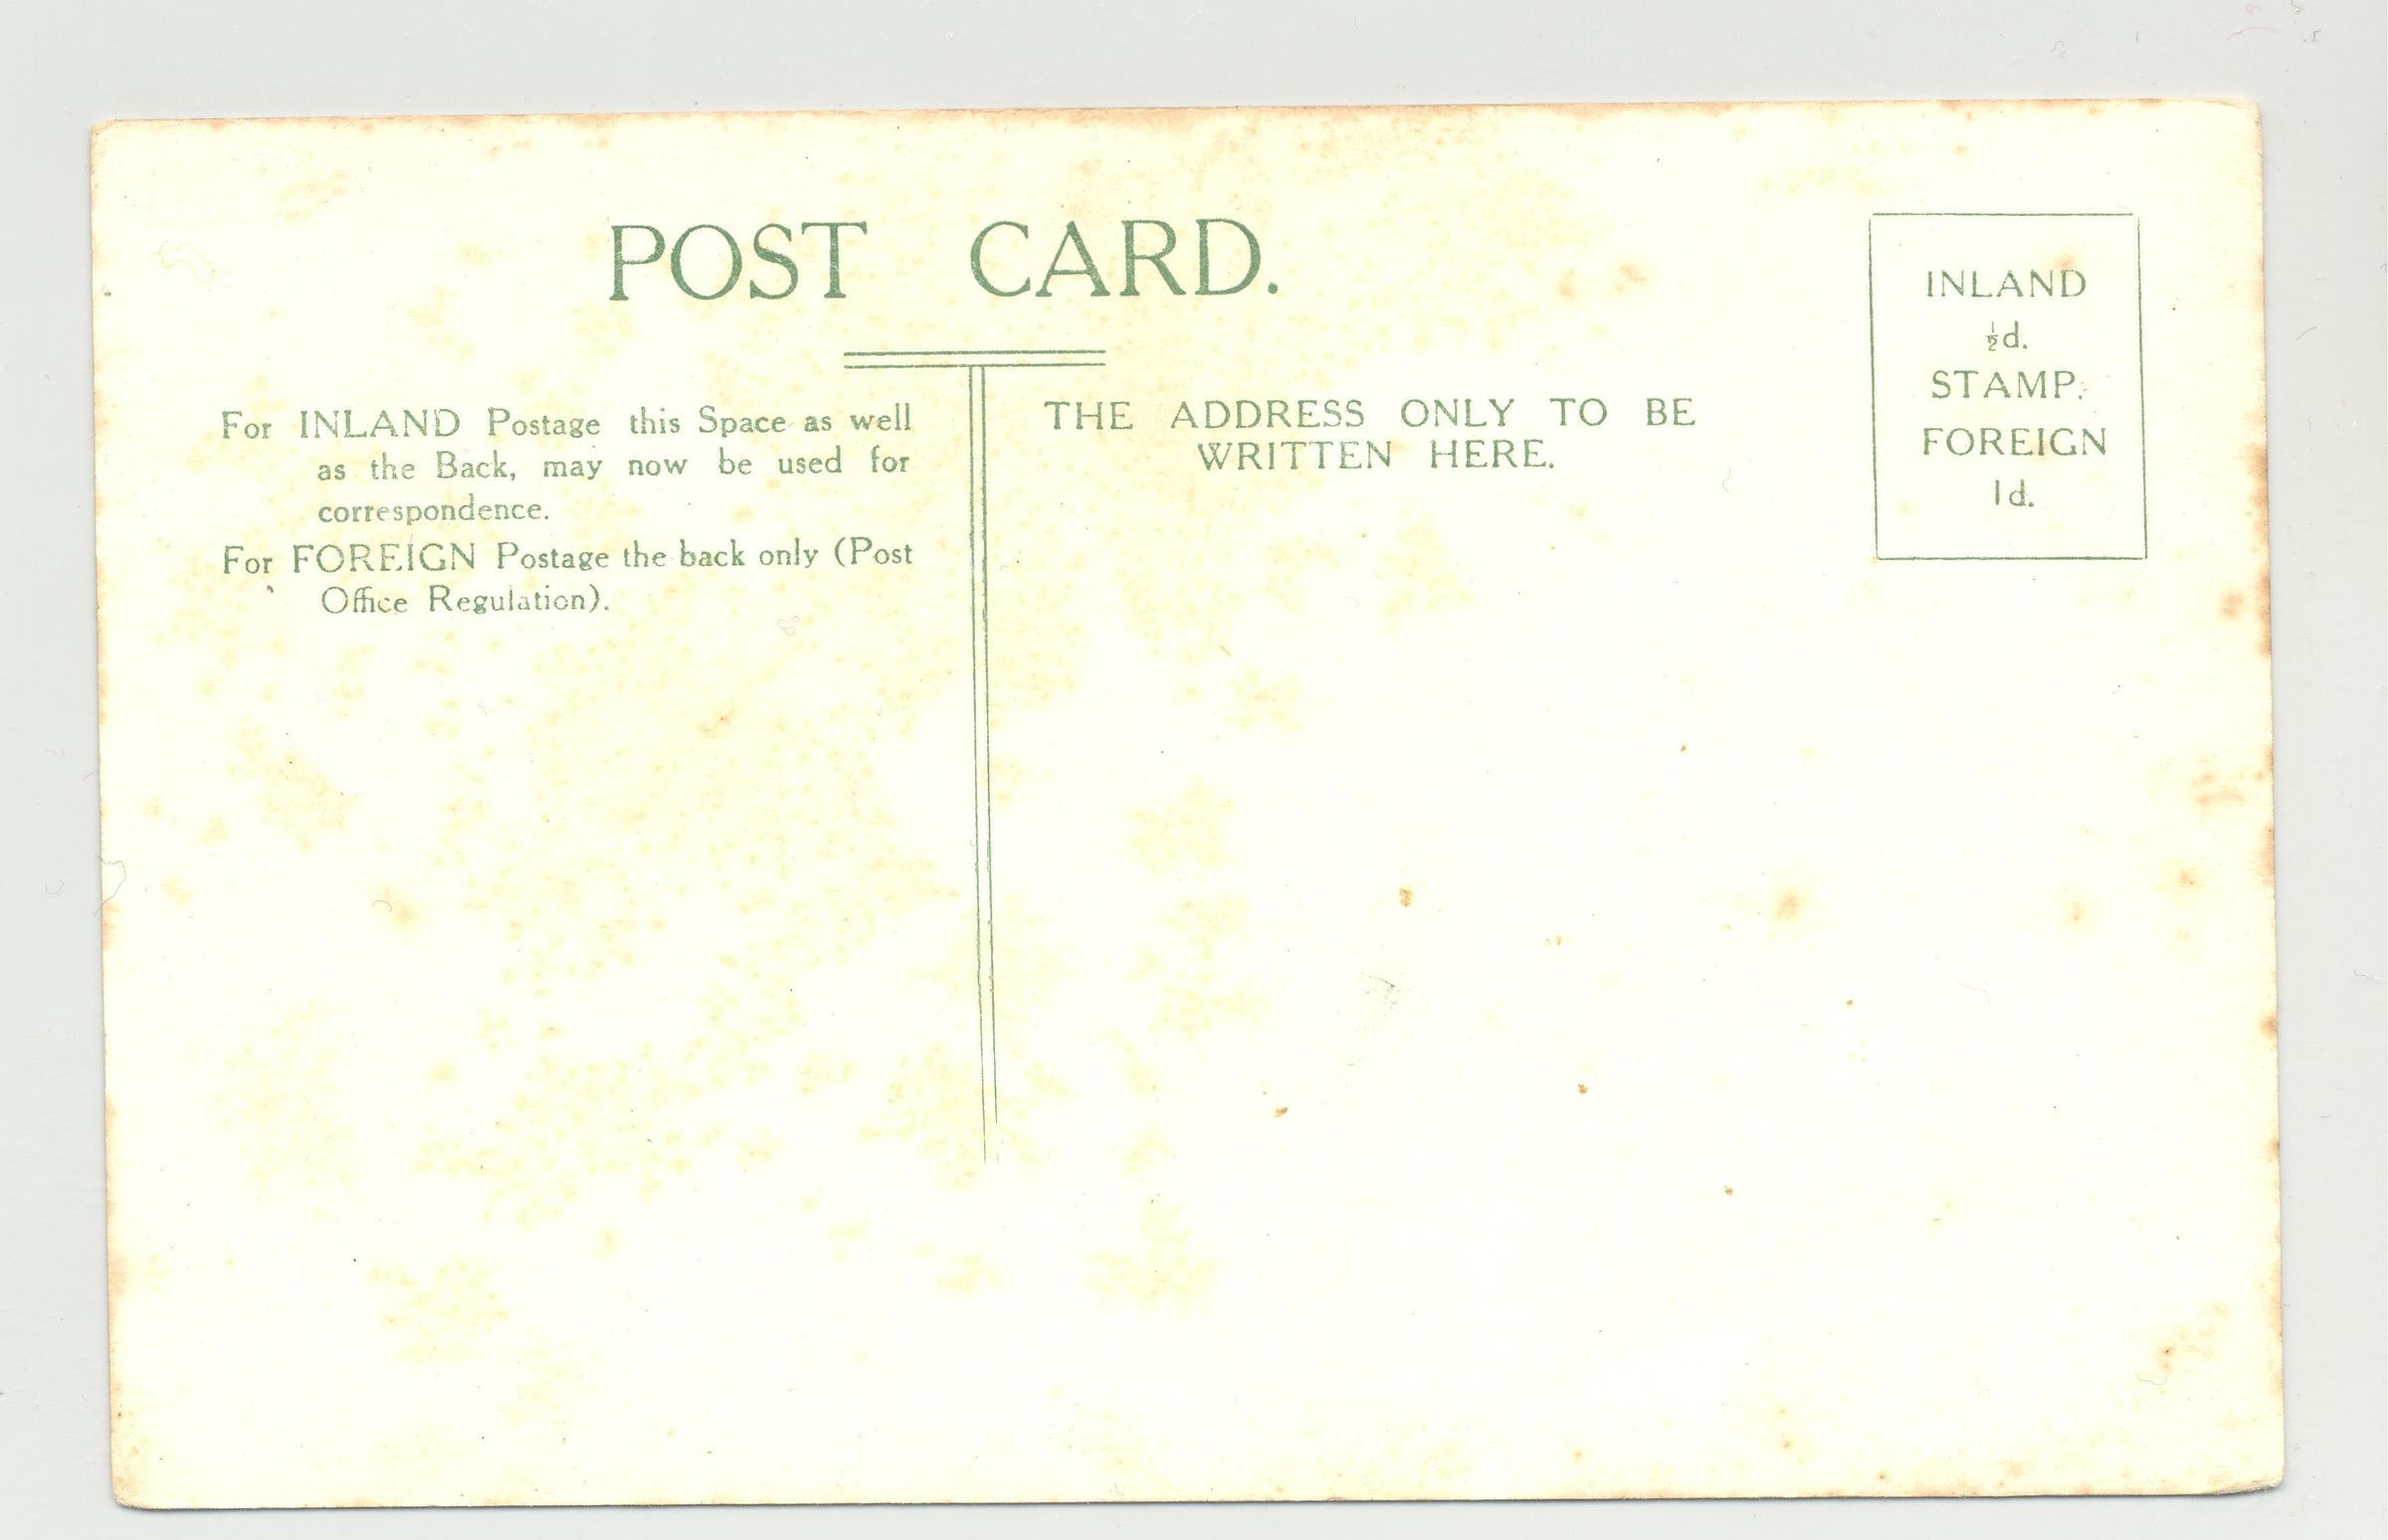 POST CARD.
For INLAND Postage this Space as well
as the Back, may now be used for
correspondence.
For FOREIGN Postage the back only (Post
Office Regulation).
THE ADDRESS ONLY TO BE
WRITTEN HERE.
INLAND
½d.
STAMP.
FOREIGN
1d.